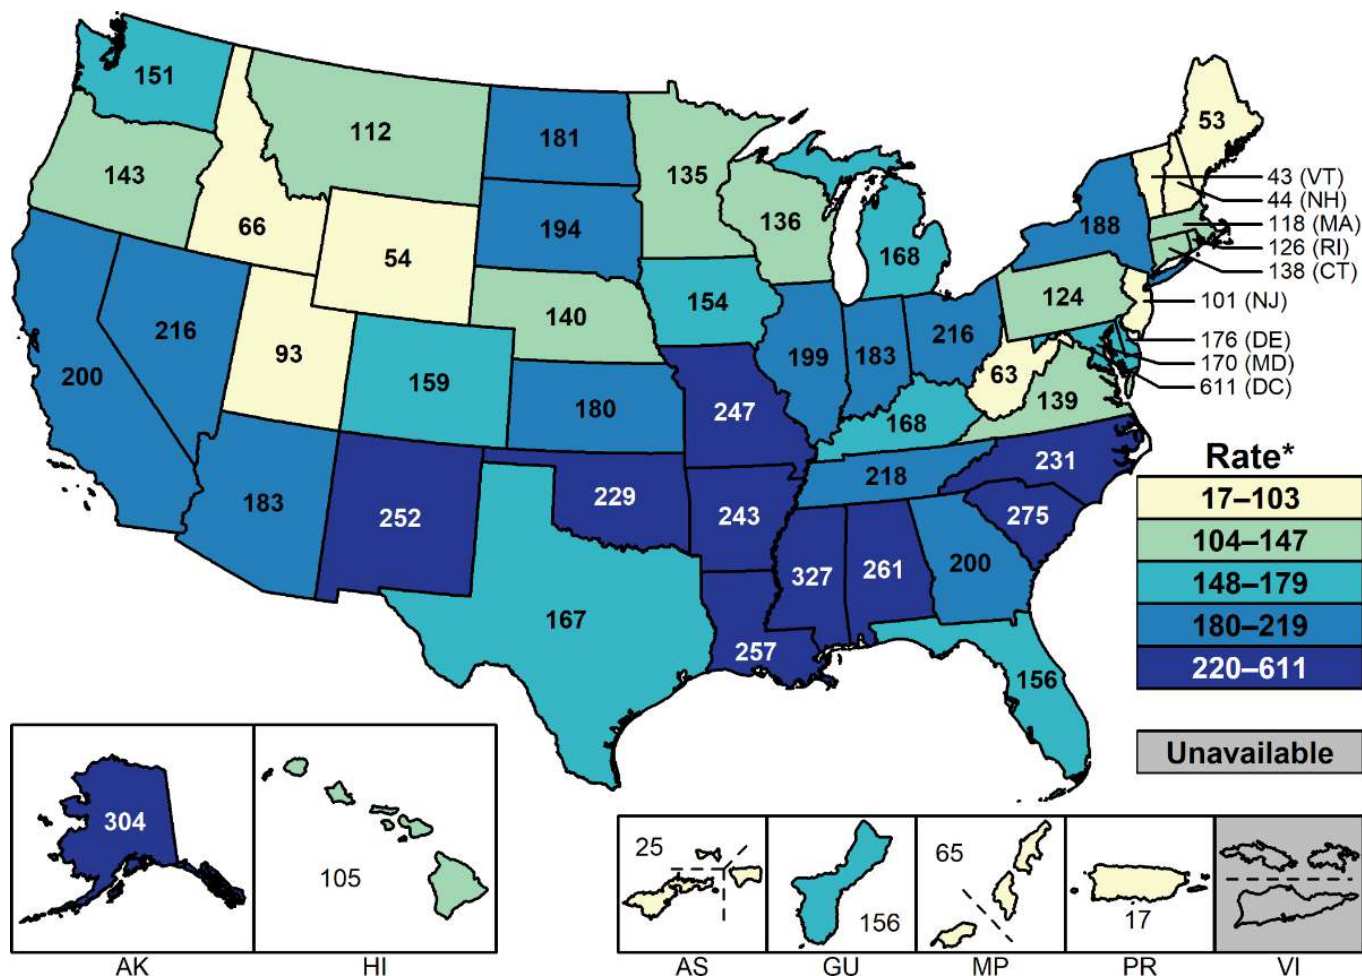 151
112
181
135
53
143
43 (VT)
44 (NH)
66
194
136
188
118 (MA)
126 (RI)
54
168
138 (CT)
154
124
101 (NJ)
140
216
216
176 (DE)
93
199
183
170 (MD)
200
159
63
611 (DC)
180
247
139
168
Rate*
231
218
17–103
229
183
252
243
275
104–147
200
327
261
148–179
167
180–219
257
156
220–611
Unavailable
304
105
25
156
65
17
AK
HI
AS
GU
MP
PR
VI